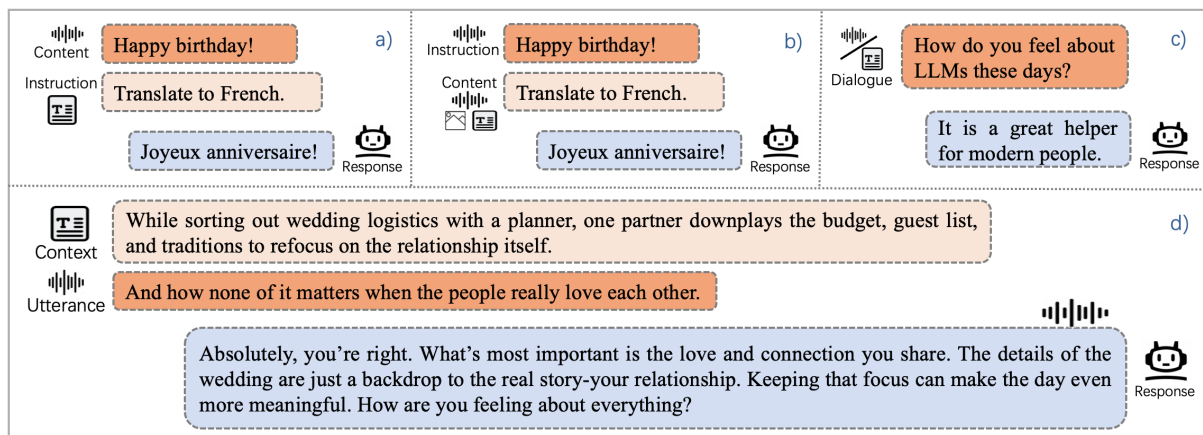 a)
Content
Happy birthday!
Instruction
Translate to French.
Joyeux anniversaire!
Response
b)
Instruction
Happy birthday!
Content
Translate to French.
Joyeux anniversaire!
Response
c)
Dialogue
How do you feel about
LLMs these days?
It is a great helper
for modern people.
Response
d)
Context
While sorting out wedding logistics with a planner, one partner downplays the budget, guest list,
and traditions to refocus on the relationship itself.
Utterance
And how none of it matters when the people really love each other.
Absolutely, you’re right. What’s most important is the love and connection you share. The details of the
wedding are just a backdrop to the real story-your relationship. Keeping that focus can make the day even
more meaningful. How are you feeling about everything?
Response